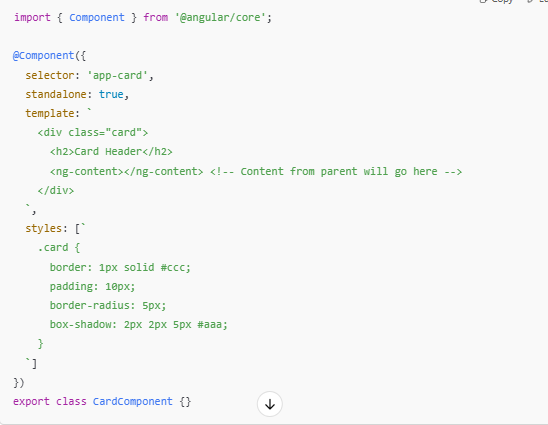 Copy
import { Component } from '@angular/core';
@Component({
selector: 'app-card',
standalone: true,
template: `
<div class="card">
<h2>Card Header</h2>
<ng-content></ng-content> <!-- Content from parent will go here -->
</div>
`,
styles: [`
.card {
border: 1px solid #ccc;
padding: 10px;
border-radius: 5px;
box-shadow: 2px 2px 5px #aaa;
}
`]
})
export class CardComponent {}